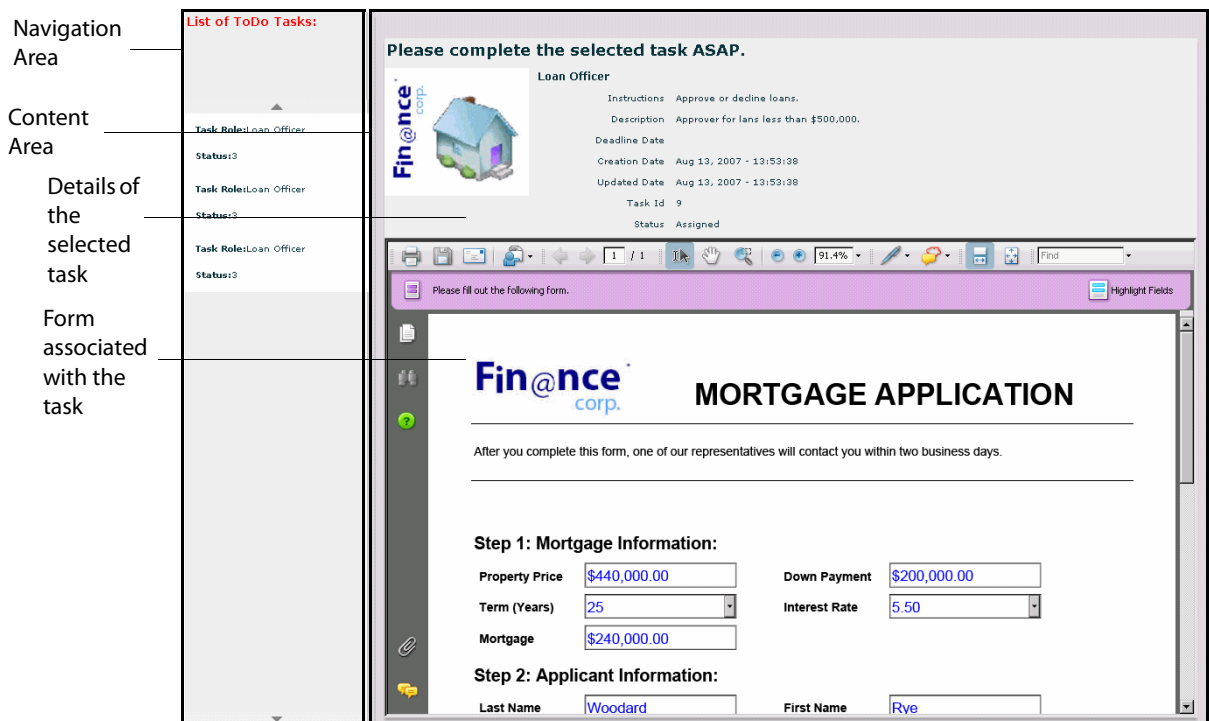 Navigation
Area
Content
Area
Details of
the
selected
task
Form
associated
with the
task
List of ToDo Tasks:
Task Role:Loan Officer
Status:3
Task Role:Loan Officer
Status:3
Task Role:Loan Officer
Status:3
Please complete the selected task ASAP.
Fin@nce
corp.
Loan Officer
Instructions Approve or decline loans.
Description Approver for lans less than $500,000.
Deadline Date
Creation Date Aug 13, 2007 - 13:53:38
Updated Date Aug 13, 2007 - 13:53:38
Task Id 9
Status Assigned
1 / 1 91.4% Find
Please fill out the following form. Highlight Fields
Fin@nce
corp.
MORTGAGE APPLICATION
After you complete this form, one of our representatives will contact you within two business days.
Step 1: Mortgage Information:
Property Price $440,000.00 Down Payment $200,000.00
Term (Years) 25 Interest Rate 5.50
Mortgage $240,000.00
Step 2: Applicant Information:
Last Name Woodard First Name Rye